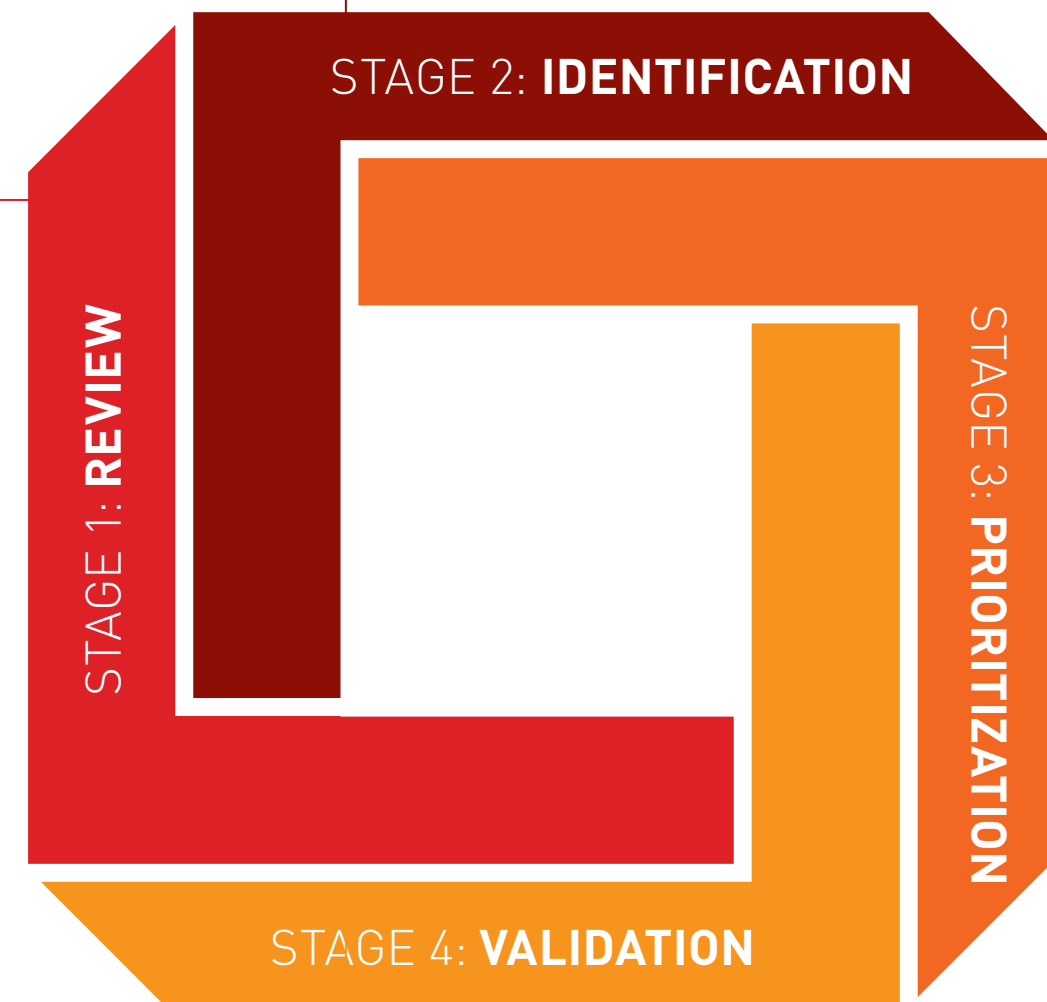 STAGE 1: REVIEW
STAGE 2: IDENTIFICATION
STAGE 3: PRIORITIZATION
STAGE 4: VALIDATION